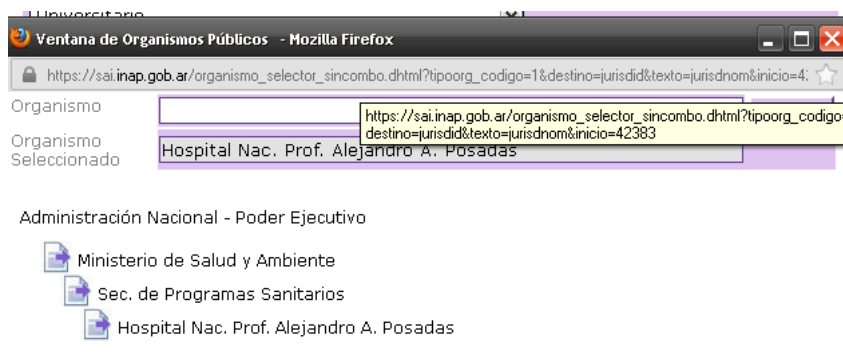 Universitario
Ventana de Organismos Públicos - Mozilla Firefox
https://sai.inap.gob.ar/organismo_selector_sincombo.dhtml?tipoorg_codigo=1&destino=jurisdid&texto=jurisdnom&inicio=42
Organismo
https://sai.inap.gob.ar/organismo_selector_sincombo.dhtml?tipoorg_codigo=
destino=jurisdid&texto=jurisdnom&inicio=42383
Organismo
Seleccionado
Hospital Nac. Prof. Alejandro A. Posadas
Administración Nacional - Poder Ejecutivo
Ministerio de Salud y Ambiente
Sec. de Programas Sanitarios
Hospital Nac. Prof. Alejandro A. Posadas